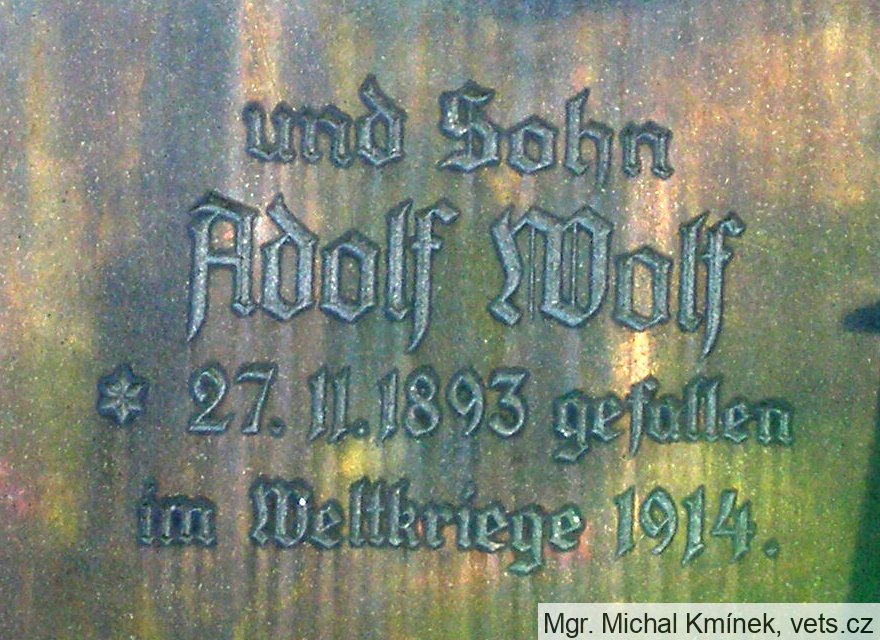 und Sohn
Adolf Wolf
* 27.11.1893 gefallen
im Weltkriege 1914.
Mgr. Michal Kmínek, vets.cz